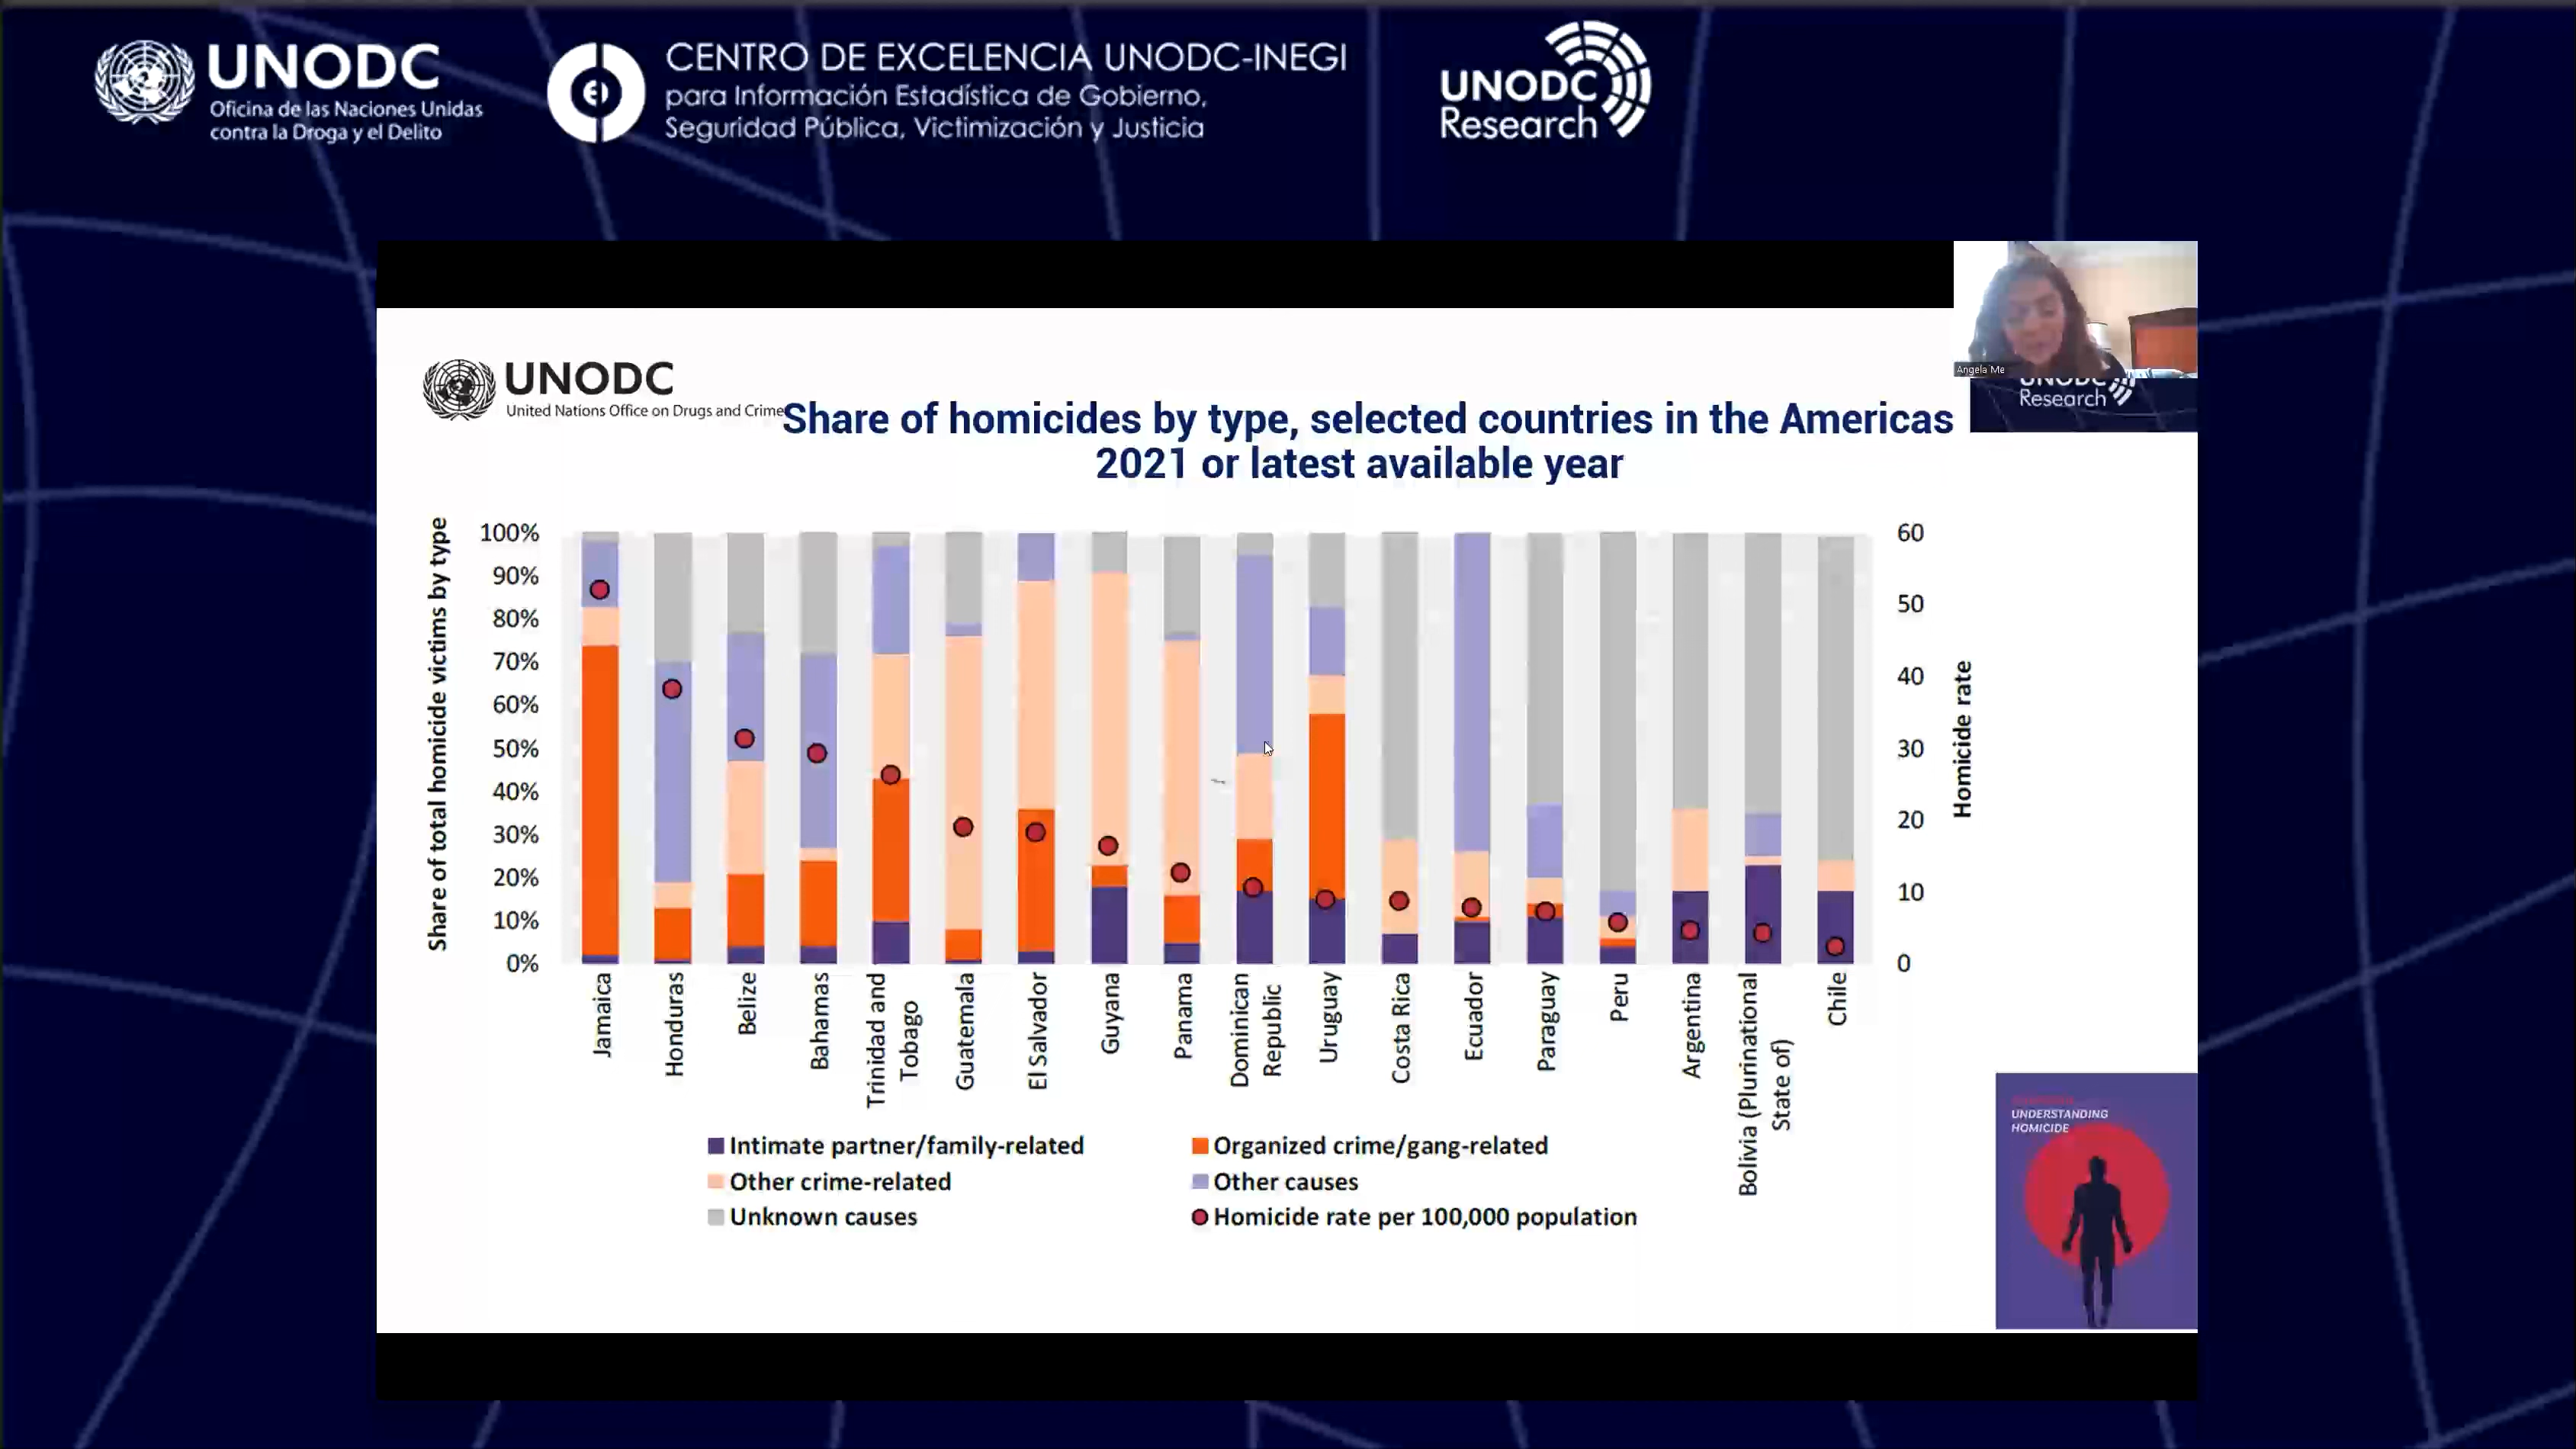 UNODC
Oficina de las Naciones Unidas
contra la Droga y el Delito
CENTRO DE EXCELENCIA UNODC-INEGI
para Información Estadística de Gobierno,
Seguridad Pública, Victimización y Justicia
UNODC
Research
Angela Me
UNODC
Research
UNODC
United Nations Office on Drugs and Crime
Share of homicides by type, selected countries in the Americas
2021 or latest available year
Share of total homicide victims by type
100%
90%
80%
70%
60%
50%
40%
30%
20%
10%
0%
60
50
40
30
20
10
0
Homicide rate
Jamaica
Honduras
Belize
Bahamas
Trinidad and
Tobago
Guatemala
El Salvador
Guyana
Panama
Dominican
Republic
Uruguay
Costa Rica
Ecuador
Paraguay
Peru
Argentina
Bolivia (Plurinational
State of)
Chile
Intimate partner/family-related
Organized crime/gang-related
Other crime-related
Other causes
Unknown causes
Homicide rate per 100,000 population
UNDERSTANDING
HOMICIDE